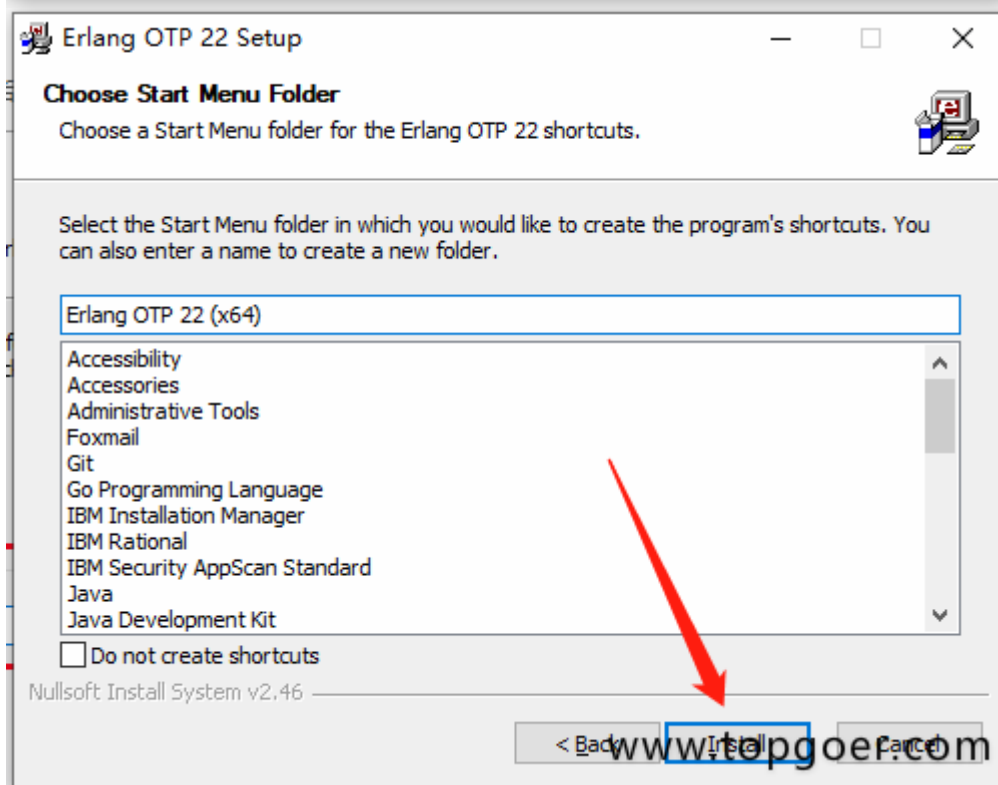 Erlang OTP 22 Setup
Choose Start Menu Folder
Choose a Start Menu folder for the Erlang OTP 22 shortcuts.
Select the Start Menu folder in which you would like to create the program's shortcuts. You
can also enter a name to create a new folder.
Erlang OTP 22 (x64)
Accessibility
Accessories
Administrative Tools
Foxmail
Git
Go Programming Language
IBM Installation Manager
IBM Rational
IBM Security AppScan Standard
Java
Java Development Kit
Do not create shortcuts
Nullsoft Install System v2.46
< Back Install Cancel
www.topgoer.com